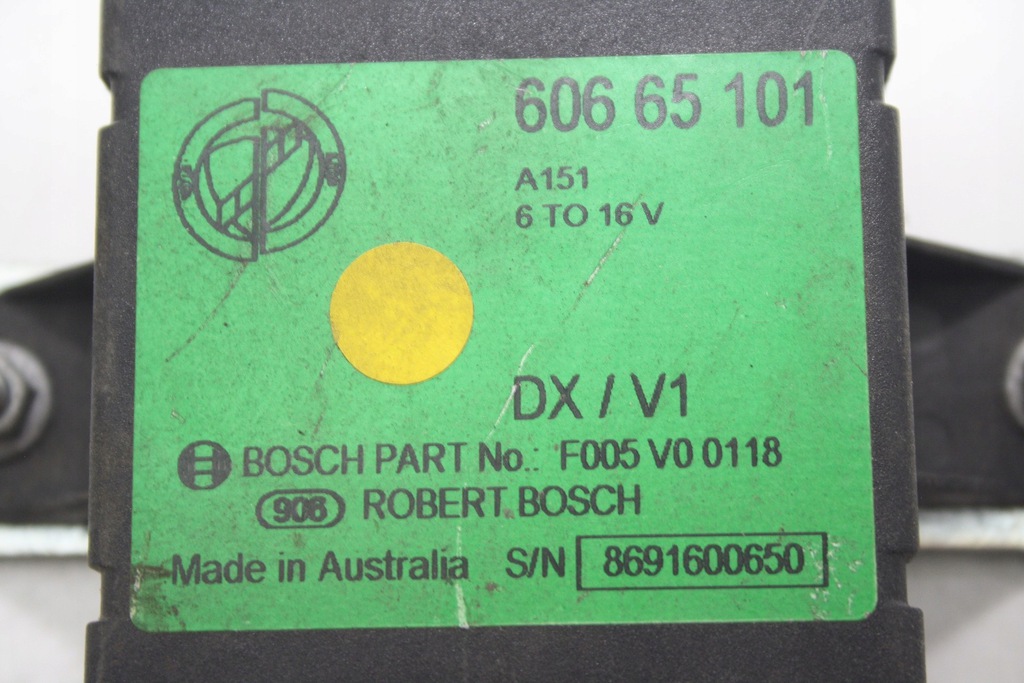 606 65 101
A151
6 TO 16 V
DX / V1
BOSCH PART No.: F005 V0 0118
906 ROBERT BOSCH
Made in Australia S/N 8691600650